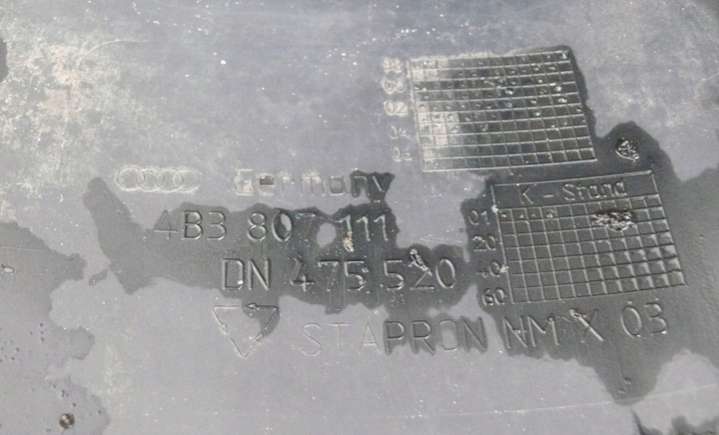 Germany
4B3 807 111
K-Stand
01
20
40
60
DN 475 520
STAPRON NM X 03